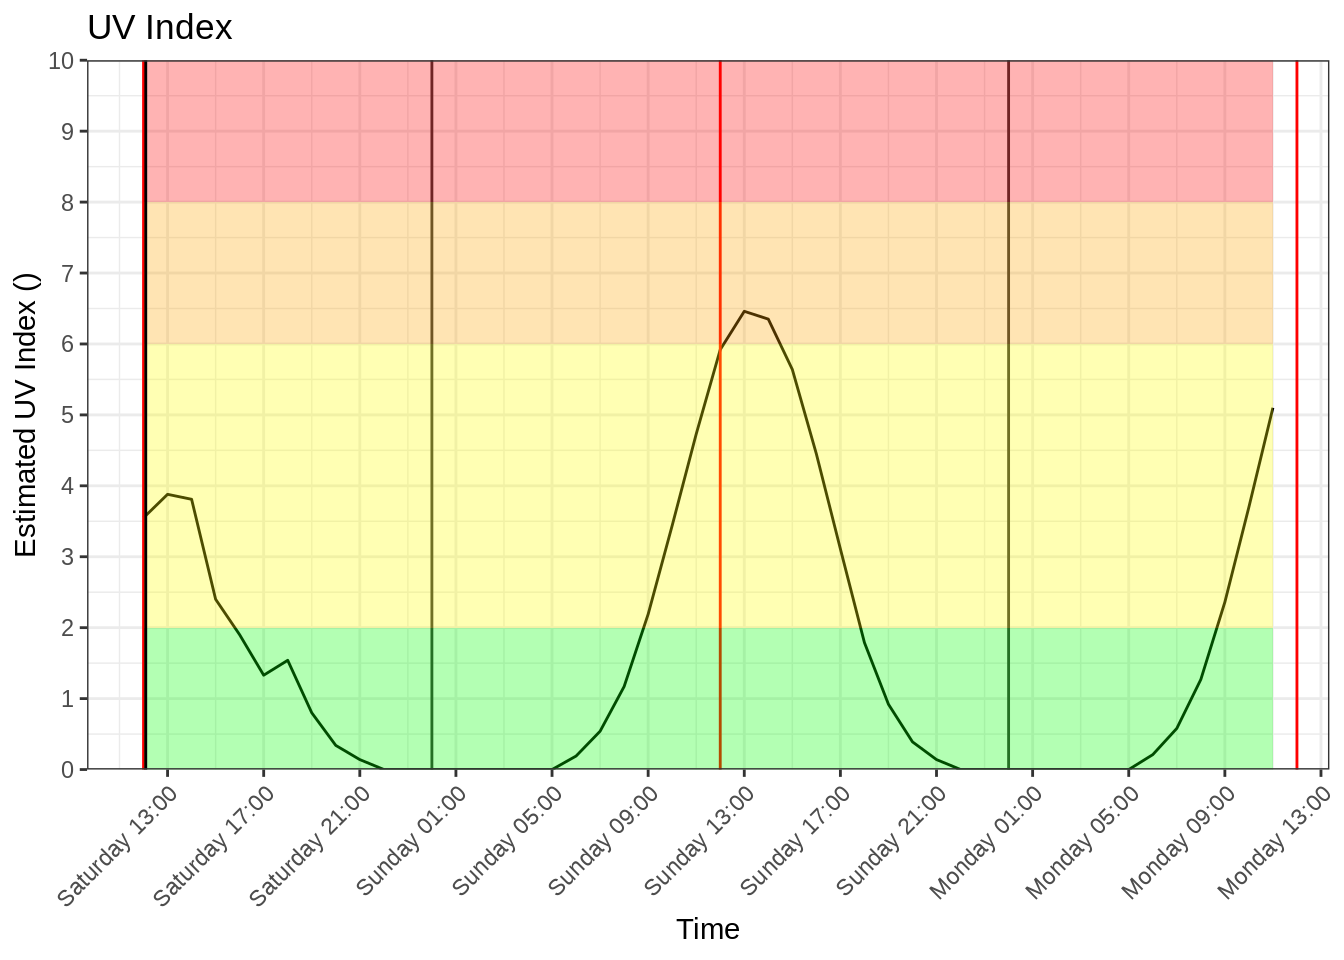 UV Index
Estimated UV Index ()
10
9
8
7
6
5
4
3
2
1
0
Saturday 13:00
Saturday 17:00
Saturday 21:00
Sunday 01:00
Sunday 05:00
Sunday 09:00
Sunday 13:00
Sunday 17:00
Sunday 21:00
Monday 01:00
Monday 05:00
Monday 09:00
Monday 13:00
Time